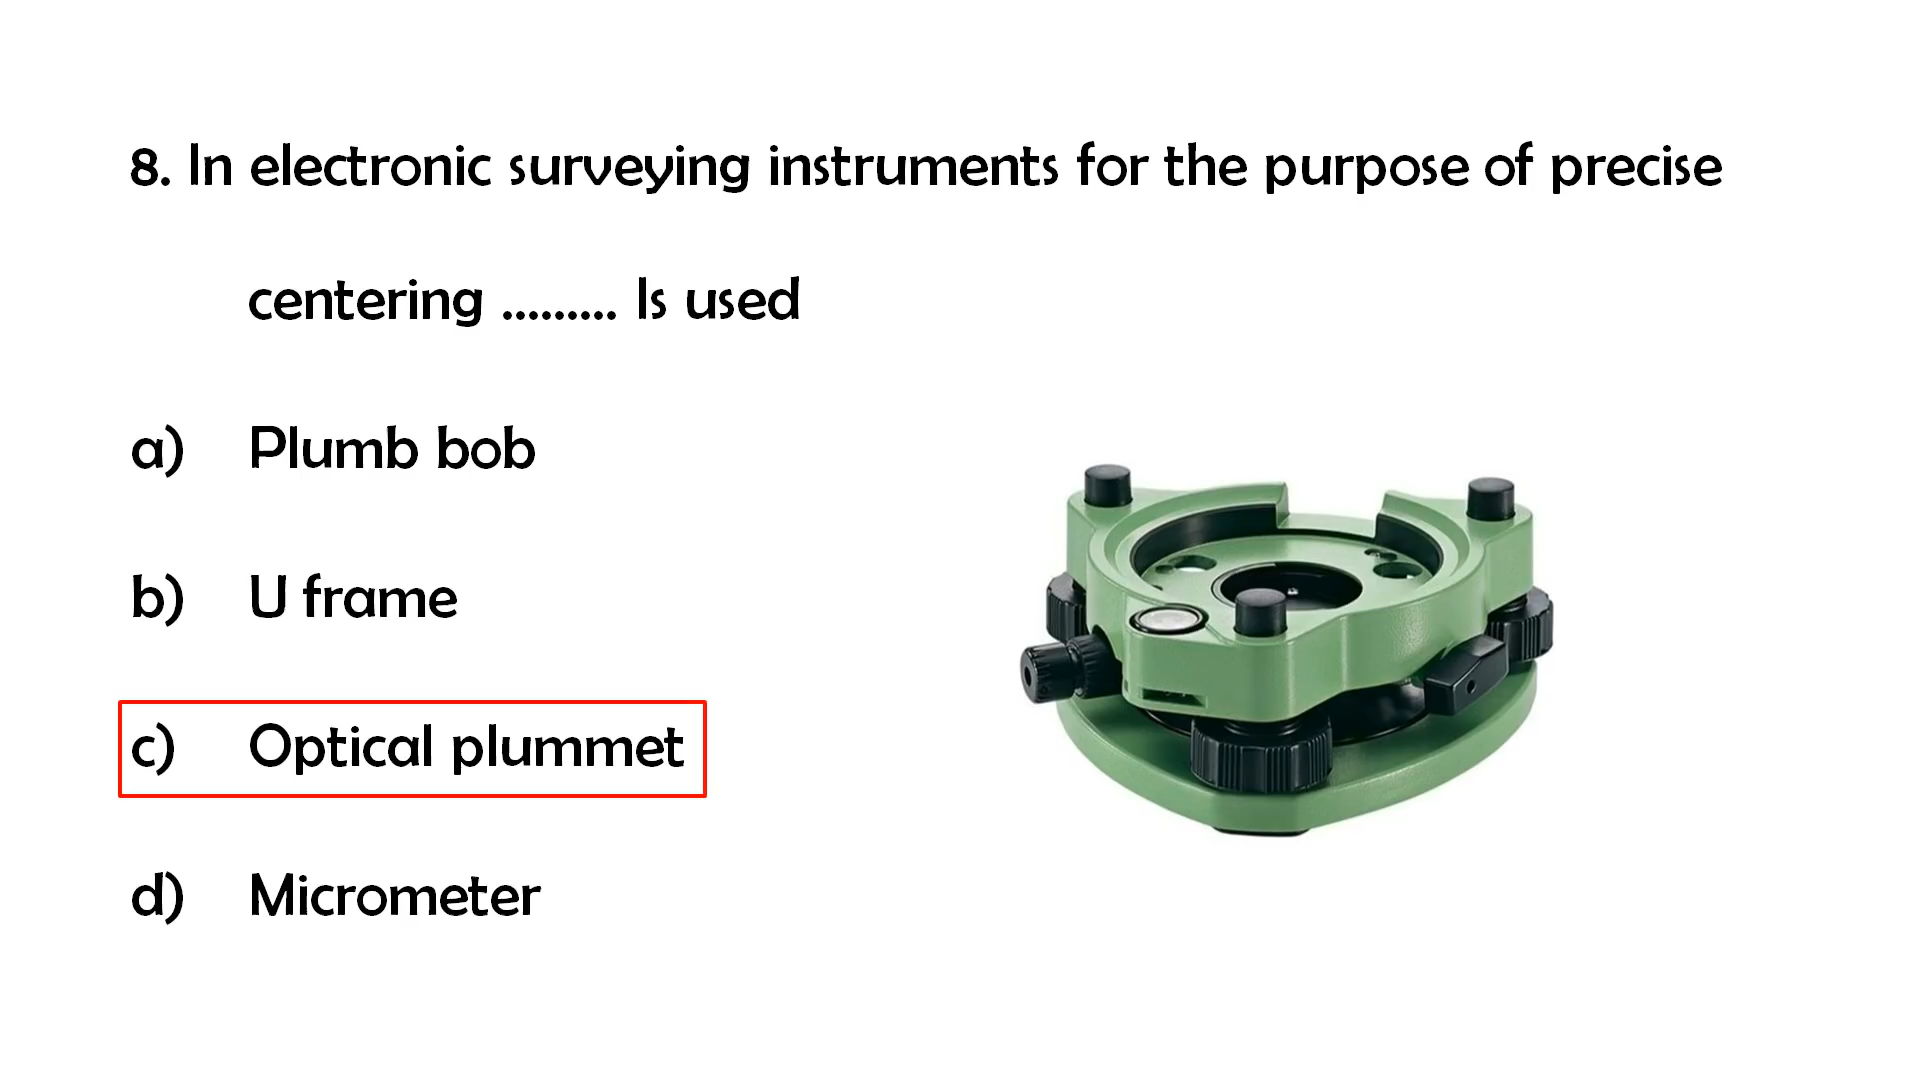 8. In electronic surveying instruments for the purpose of precise
centering ......... Is used
a) Plumb bob
b) U frame
c) Optical plummet
d) Micrometer